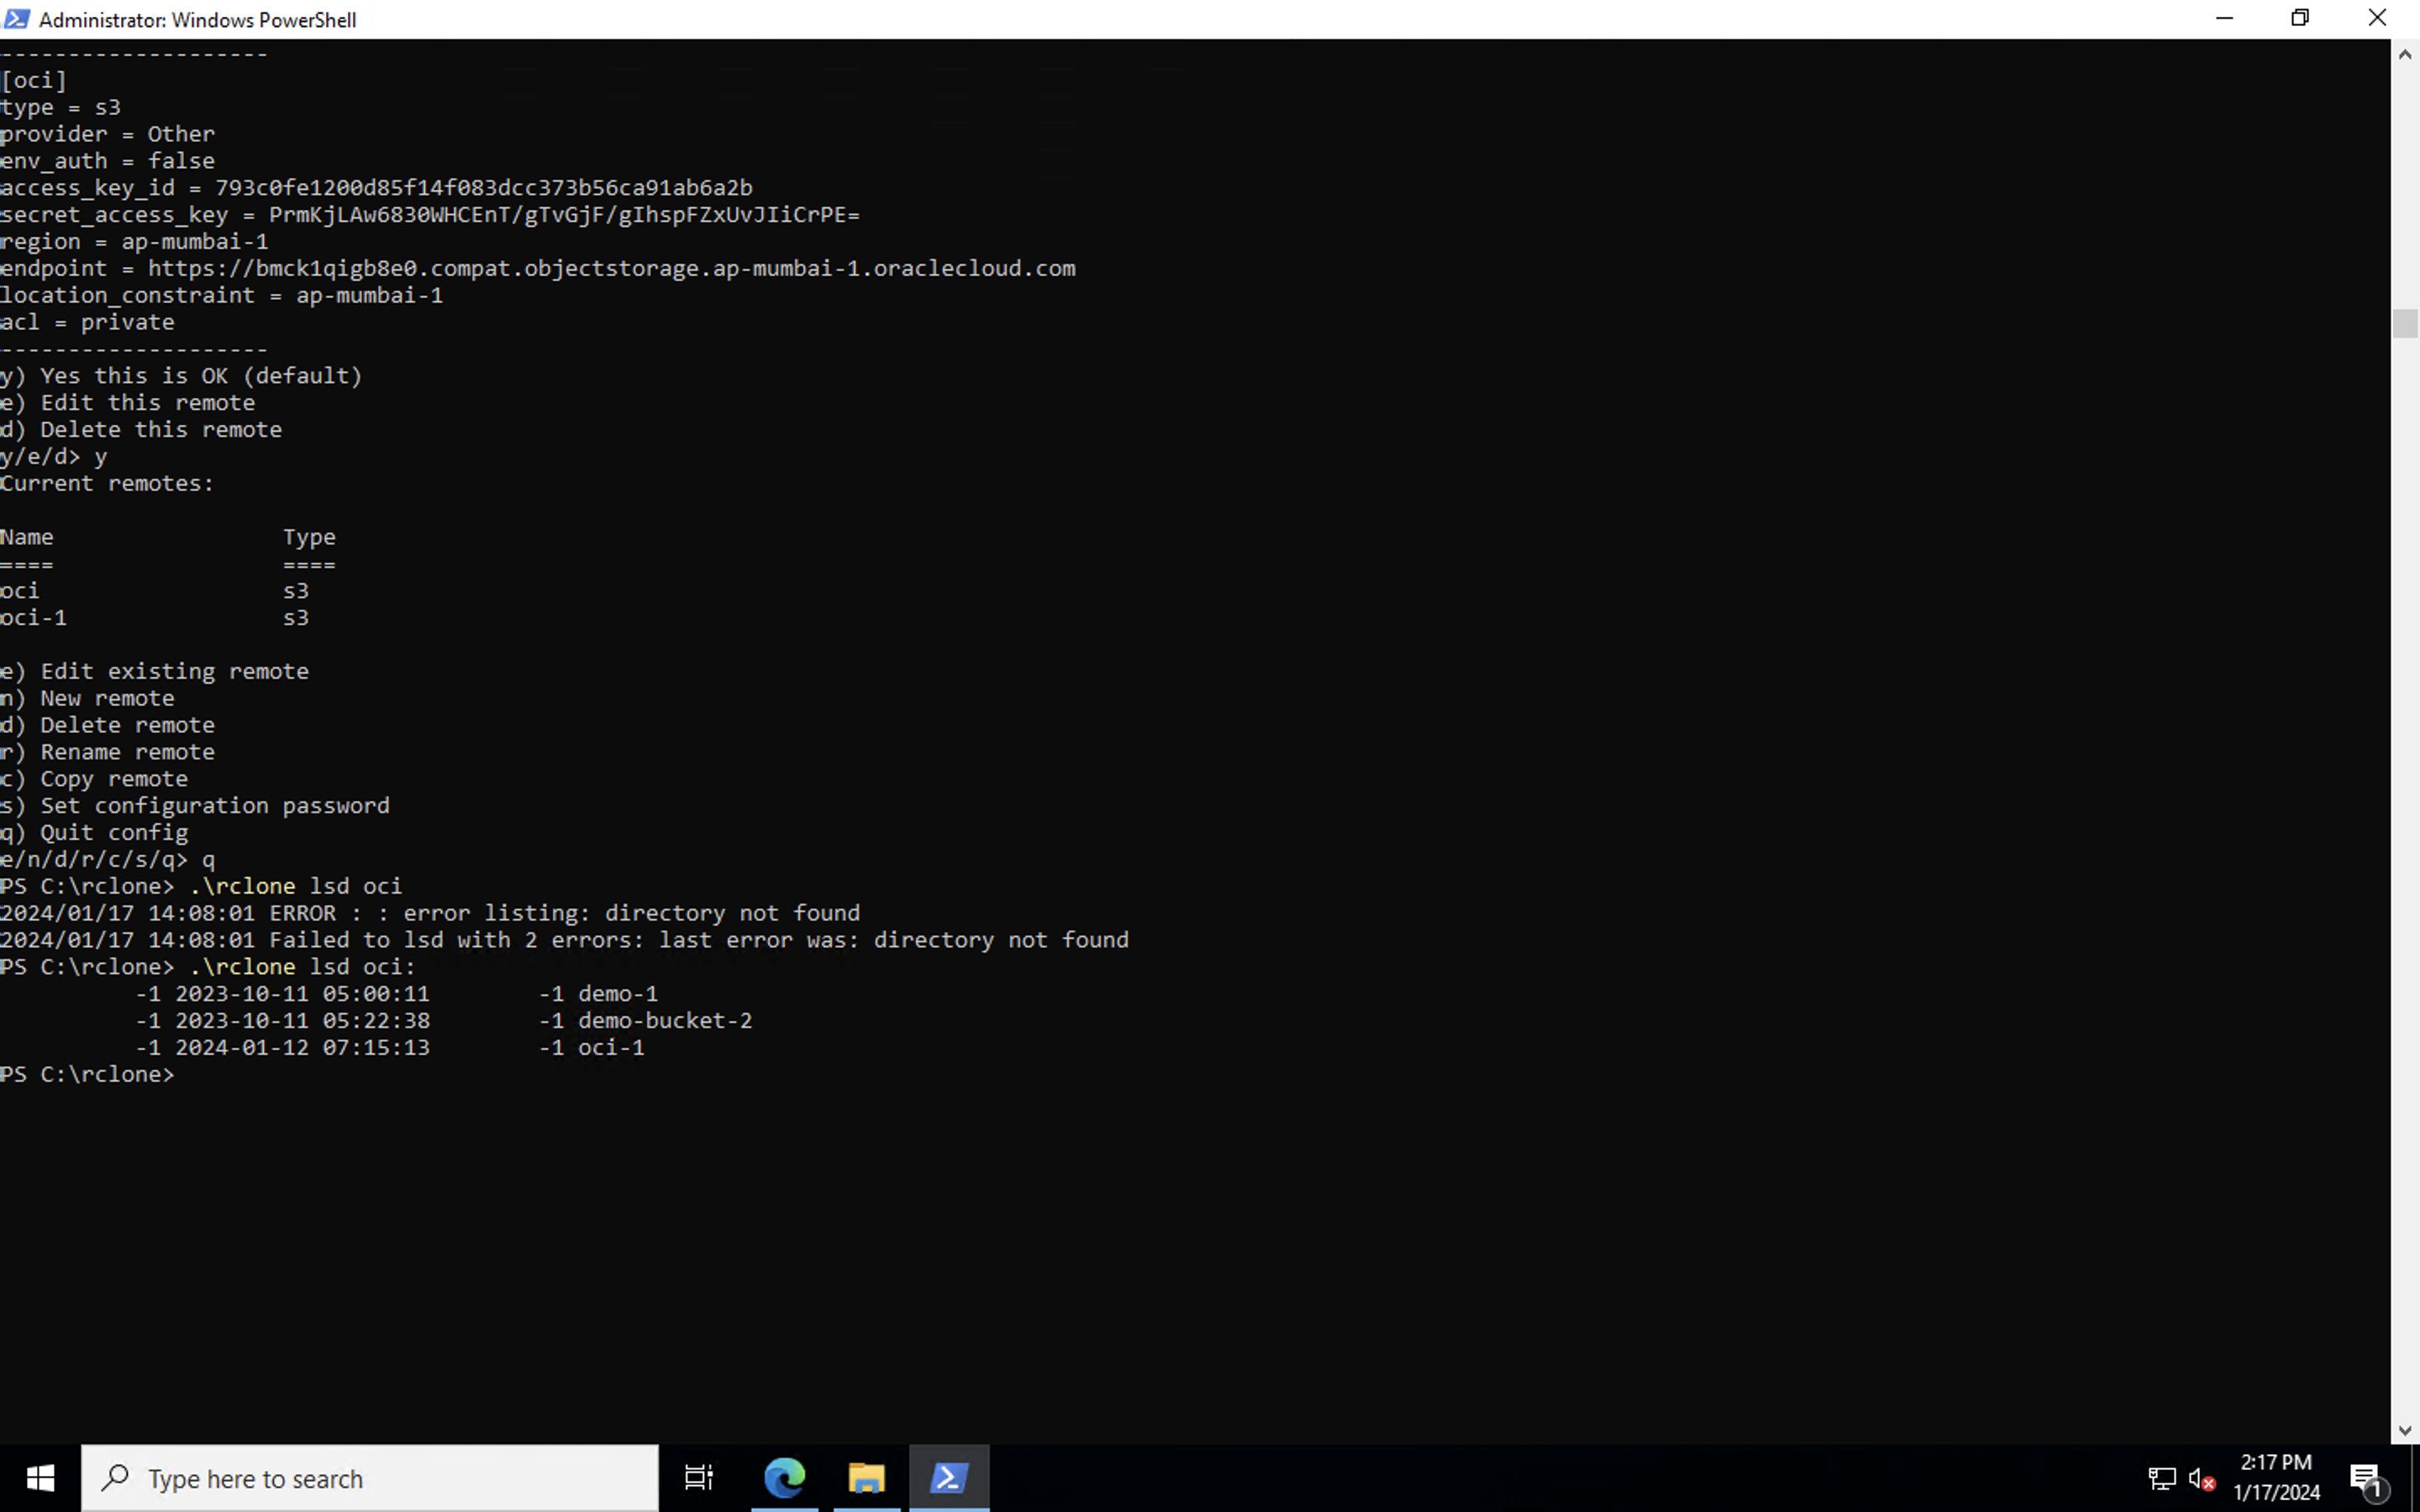 Administrator: Windows PowerShell
--------------------
[oci]
type = s3
provider = Other
env_auth = false
access_key_id = 793c0fe1200d85f14f083dcc373b56ca91ab6a2b
secret_access_key = PrmKjLAw6830WHCEnT/gTvGjF/gIhspFZxUvJIiCrPE=
region = ap-mumbai-1
endpoint = https://bmck1qigb8e0.compat.objectstorage.ap-mumbai-1.oraclecloud.com
location_constraint = ap-mumbai-1
acl = private
--------------------
y) Yes this is OK (default)
e) Edit this remote
d) Delete this remote
y/e/d> y
Current remotes:
Name                 Type
====                 ====
oci                  s3
oci-1                s3
e) Edit existing remote
n) New remote
d) Delete remote
r) Rename remote
c) Copy remote
s) Set configuration password
q) Quit config
e/n/d/r/c/s/q> q
PS C:\rclone> .\rclone lsd oci
2024/01/17 14:08:01 ERROR : : error listing: directory not found
2024/01/17 14:08:01 Failed to lsd with 2 errors: last error was: directory not found
PS C:\rclone> .\rclone lsd oci:
          -1 2023-10-11 05:00:11        -1 demo-1
          -1 2023-10-11 05:22:38        -1 demo-bucket-2
          -1 2024-01-12 07:15:13        -1 oci-1
PS C:\rclone>
Type here to search
2:17 PM
1/17/2024
1